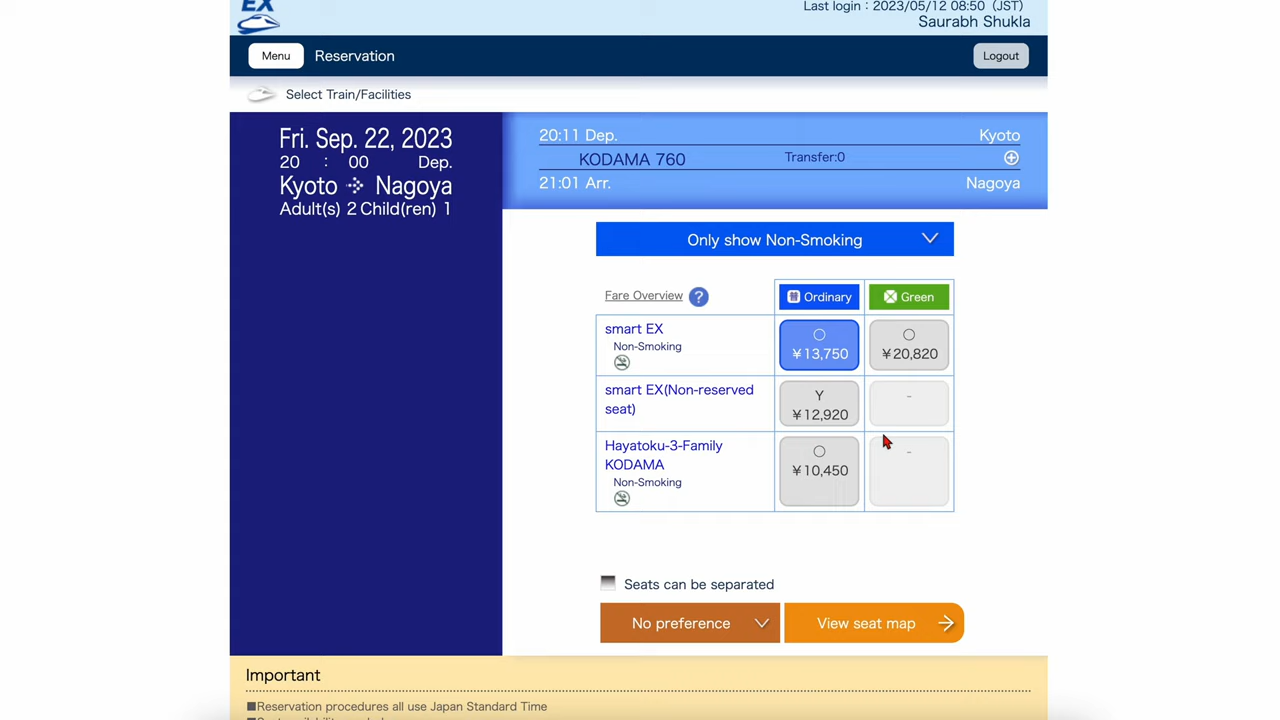 EX
Last login : 2023/05/12 08:50 (JST)
Saurabh Shukla
Menu
Reservation
Logout
Select Train/Facilities
Fri. Sep. 22, 2023
20 : 00 Dep.
Kyoto Nagoya
Adult(s) 2 Child(ren) 1
20:11 Dep. Kyoto
KODAMA 760 Transfer:0
21:01 Arr. Nagoya
Only show Non-Smoking
Fare Overview ?
Ordinary
Green
smart EX
Non-Smoking
○
¥13,750
○
¥20,820
smart EX(Non-reserved
seat)
Y
¥12,920
-
Hayatoku-3-Family
KODAMA
Non-Smoking
○
¥10,450
-
Seats can be separated
No preference
View seat map
Important
■Reservation procedures all use Japan Standard Time